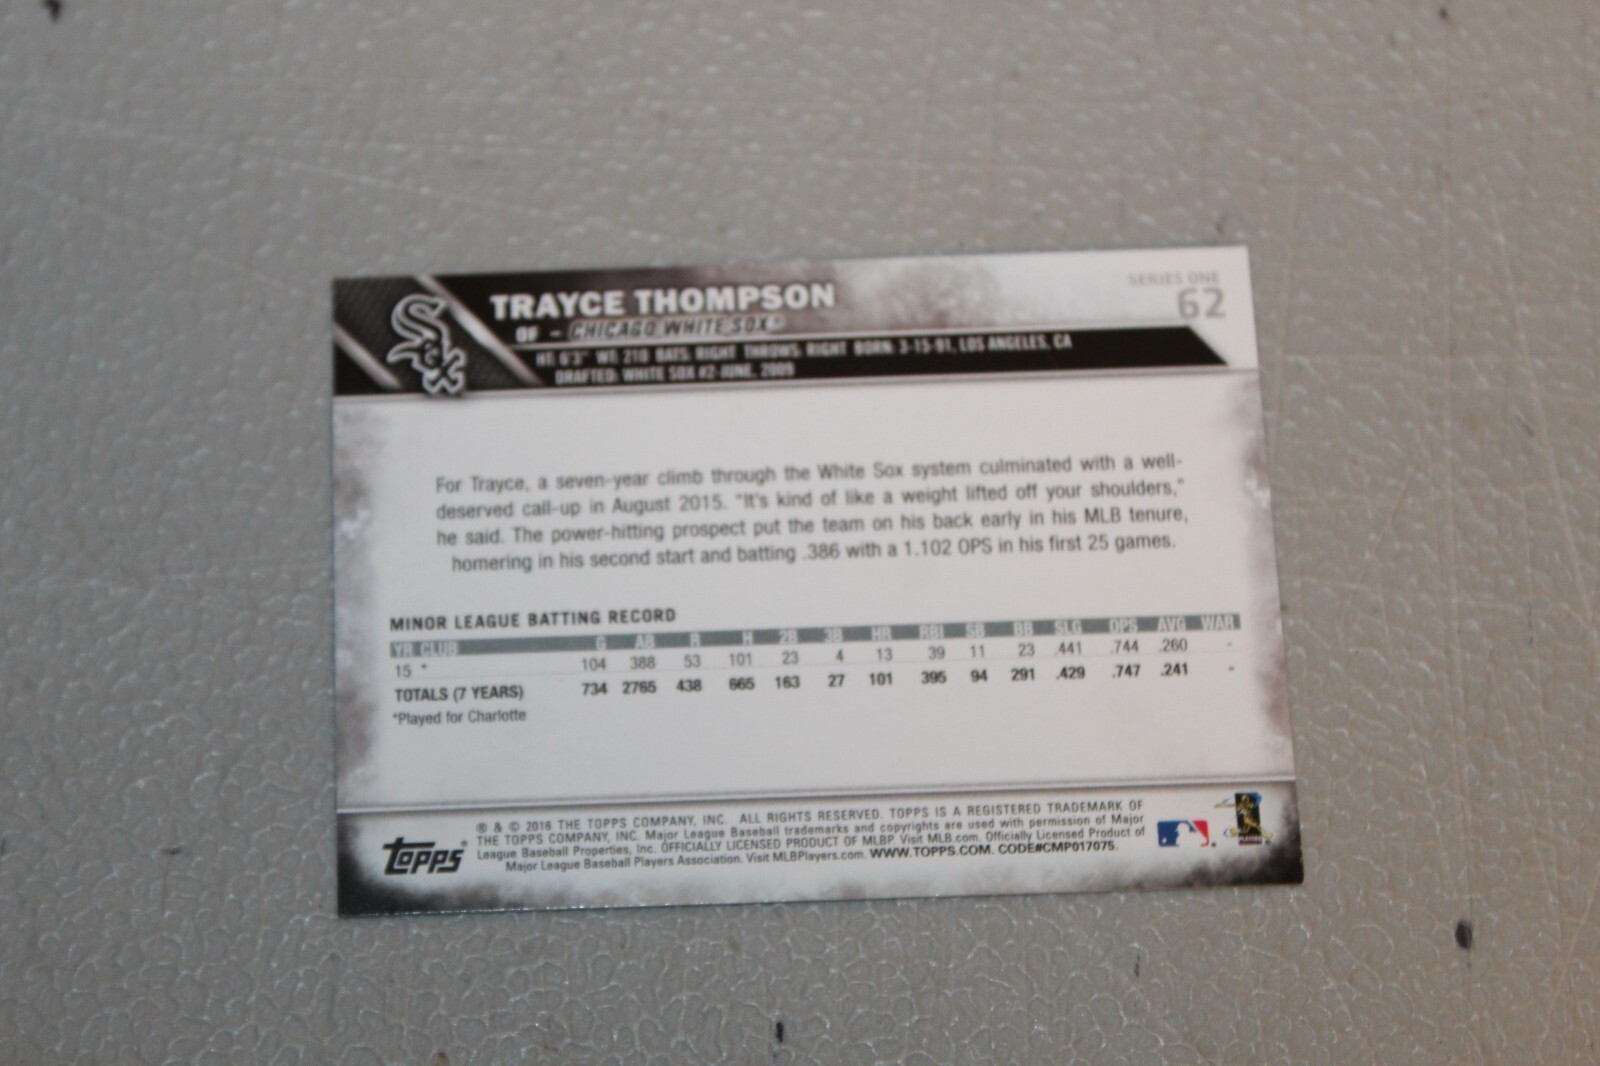 SERIES ONE
62
Sox
TRAYCE THOMPSON
OF - CHICAGO WHITE SOX®
HT: 6'3" WT: 210 BATS: RIGHT THROWS: RIGHT BORN: 3-15-91, LOS ANGELES, CA
DRAFTED: WHITE SOX #2-JUNE, 2009
For Trayce, a seven-year climb through the White Sox system culminated with a well-
deserved call-up in August 2015. "It's kind of like a weight lifted off your shoulders,"
he said. The power-hitting prospect put the team on his back early in his MLB tenure,
homering in his second start and batting .386 with a 1.102 OPS in his first 25 games.
MINOR LEAGUE BATTING RECORD
YR CLUB G AB R H 2B 3B HR RBI SB BB SLG OPS AVG WAR
15 * 104 388 53 101 23 4 13 39 11 23 .441 .744 .260 -
TOTALS (7 YEARS) 734 2765 438 665 163 27 101 395 94 291 .429 .747 .241 -
*Played for Charlotte
topps®
® & © 2016 THE TOPPS COMPANY, INC. ALL RIGHTS RESERVED. TOPPS IS A REGISTERED TRADEMARK OF
THE TOPPS COMPANY, INC. Major League Baseball trademarks and copyrights are used with permission of Major
League Baseball Properties, Inc. OFFICIALLY LICENSED PRODUCT OF MLBP. Visit MLB.com. Officially Licensed Product of
Major League Baseball Players Association. Visit MLBPlayers.com. WWW.TOPPS.COM. CODE#CMP017075.